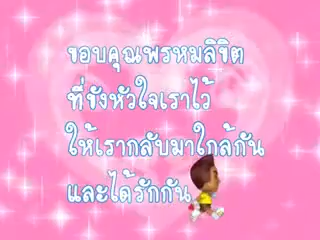 ขอบคุณพรหมลิขิต
ที่ขังหัวใจเราไว้
ให้เรากลับมาใกล้กัน
และได้รักกัน